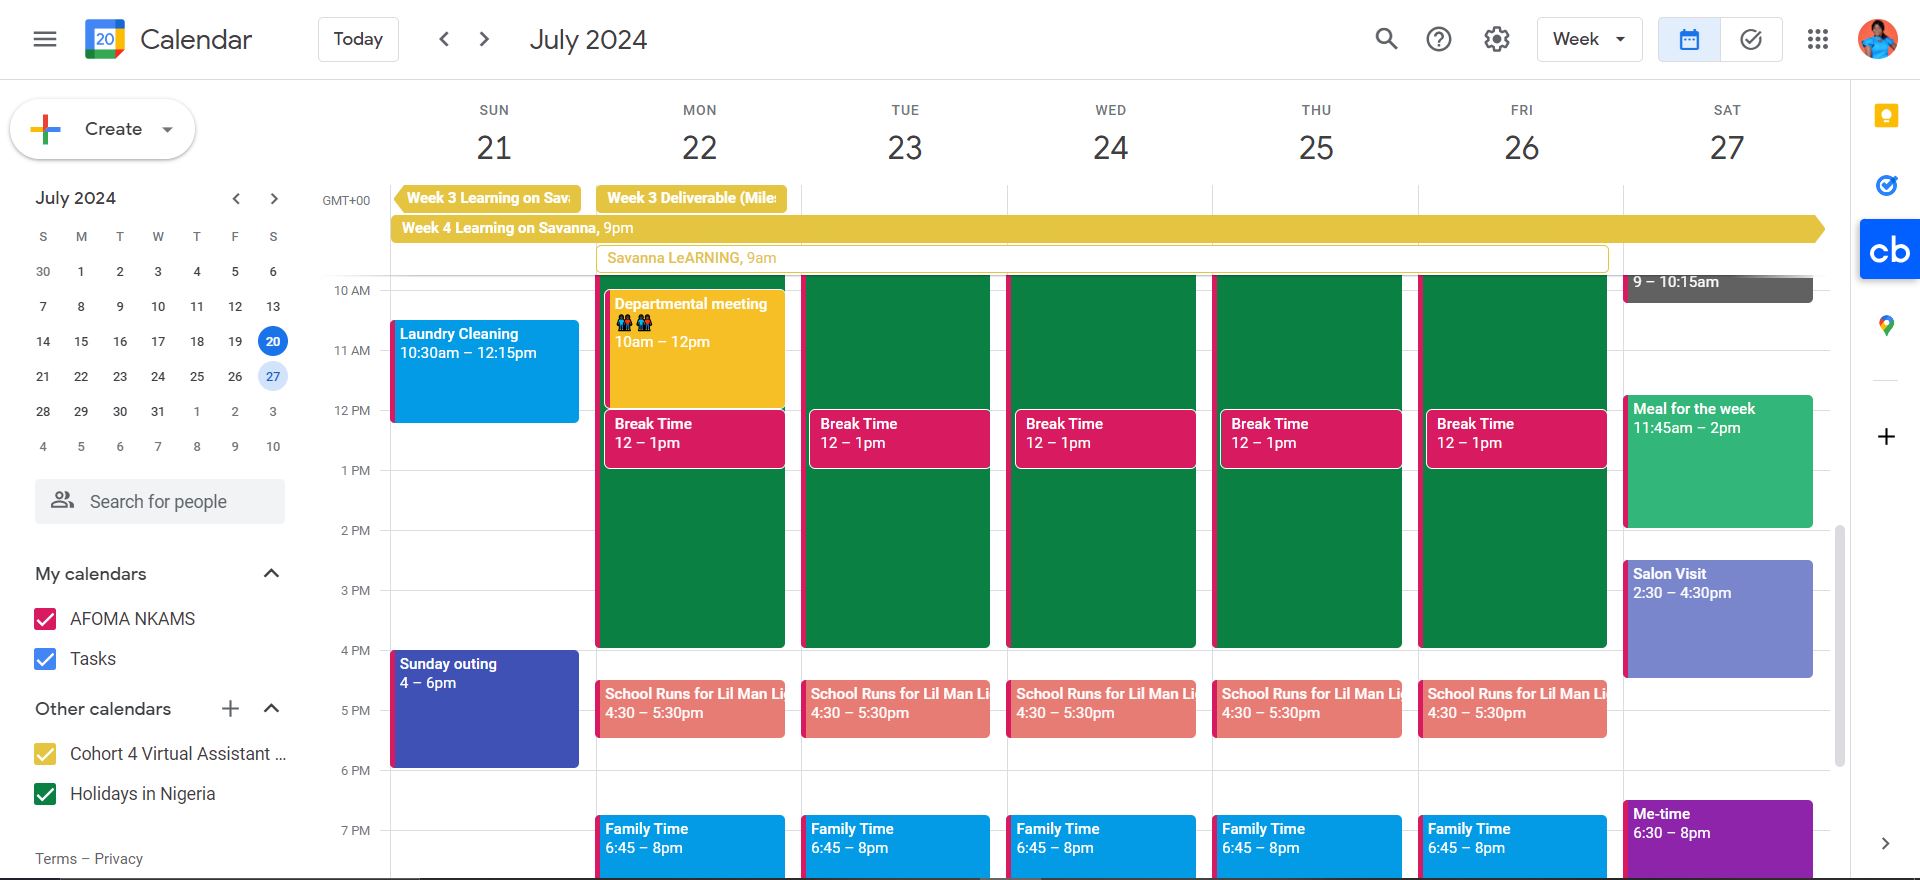 20 Calendar Today July 2024 Week
Create
July 2024
S M T W T F S
30 1 2 3 4 5 6
7 8 9 10 11 12 13
14 15 16 17 18 19 20
21 22 23 24 25 26 27
28 29 30 31 1 2 3
4 5 6 7 8 9 10
Search for people
My calendars
AFOMA NKAMS
Tasks
Other calendars
Cohort 4 Virtual Assistant ...
Holidays in Nigeria
Terms – Privacy
SUN MON TUE WED THU FRI SAT
21 22 23 24 25 26 27
GMT+00
Week 3 Learning on Sav
Week 3 Deliverable (Miles
Week 4 Learning on Savanna, 9pm
Savanna LeARNING, 9am
10 AM
11 AM
12 PM
1 PM
2 PM
3 PM
4 PM
5 PM
6 PM
7 PM
Laundry Cleaning
10:30am – 12:15pm
Sunday outing
4 – 6pm
Departmental meeting
10am – 12pm
Break Time
12 – 1pm
School Runs for Lil Man Li
4:30 – 5:30pm
Family Time
6:45 – 8pm
Break Time
12 – 1pm
School Runs for Lil Man Li
4:30 – 5:30pm
Family Time
6:45 – 8pm
Break Time
12 – 1pm
School Runs for Lil Man Li
4:30 – 5:30pm
Family Time
6:45 – 8pm
Break Time
12 – 1pm
School Runs for Lil Man Li
4:30 – 5:30pm
Family Time
6:45 – 8pm
Break Time
12 – 1pm
School Runs for Lil Man Li
4:30 – 5:30pm
Family Time
6:45 – 8pm
9 – 10:15am
Meal for the week
11:45am – 2pm
Salon Visit
2:30 – 4:30pm
Me-time
6:30 – 8pm
cb